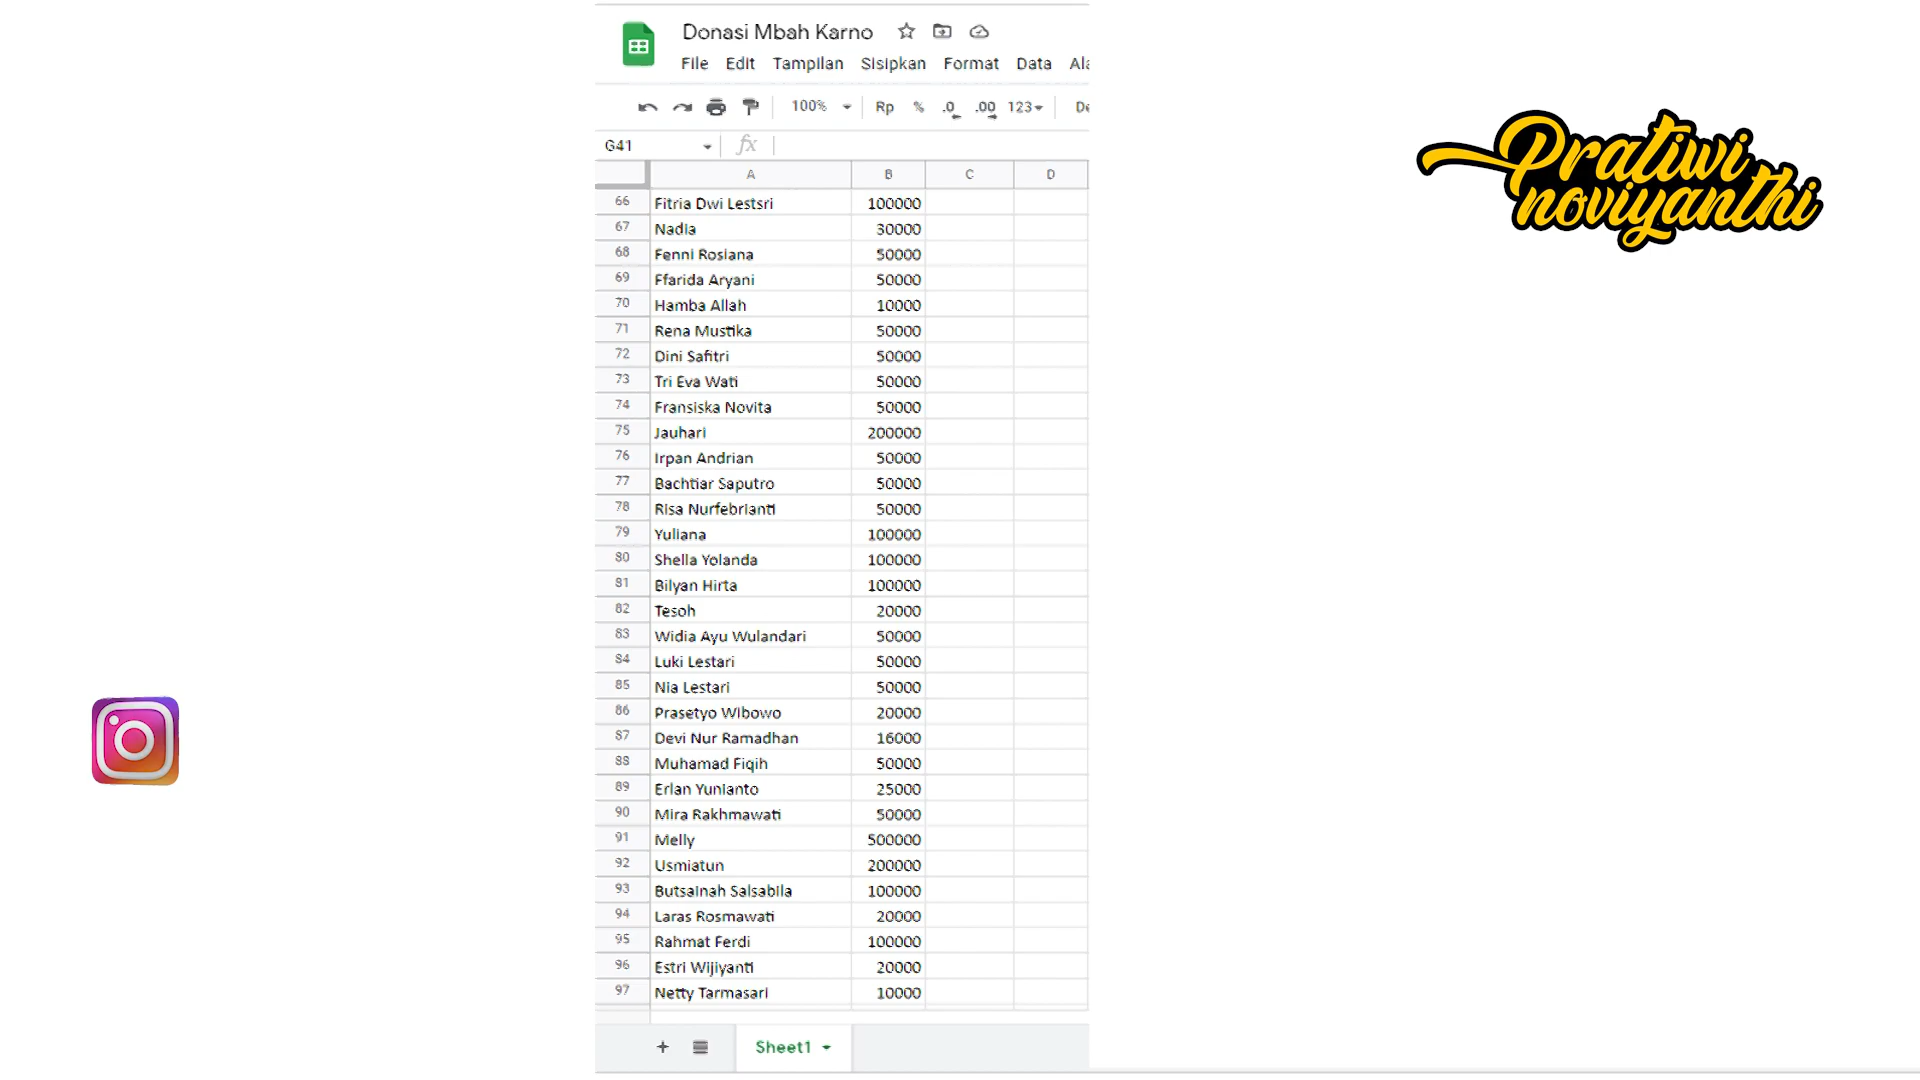 Donasi Mbah Karno
File Edit Tampilan Sisipkan Format Data Ala
100% Rp % .0 .00 123 De
G41 fx
A B C D
66 Fitria Dwi Lestsri 100000
67 Nadia 30000
68 Fenni Rosiana 50000
69 Ffarida Aryani 50000
70 Hamba Allah 10000
71 Rena Mustika 50000
72 Dini Safitri 50000
73 Tri Eva Wati 50000
74 Fransiska Novita 50000
75 Jauhari 200000
76 Irpan Andrian 50000
77 Bachtiar Saputro 50000
78 Risa Nurfebrianti 50000
79 Yuliana 100000
80 Shella Yolanda 100000
81 Bilyan Hirta 100000
82 Tesoh 20000
83 Widia Ayu Wulandari 50000
84 Luki Lestari 50000
85 Nia Lestari 50000
86 Prasetyo Wibowo 20000
87 Devi Nur Ramadhan 16000
88 Muhamad Fiqih 50000
89 Erlan Yunianto 25000
90 Mira Rakhmawati 50000
91 Melly 500000
92 Usmiatun 200000
93 Butsainah Salsabila 100000
94 Laras Rosmawati 20000
95 Rahmat Ferdi 100000
96 Estri Wijiyanti 20000
97 Netty Tarmasari 10000
+ Sheet1
Pratiwi
noviyanthi